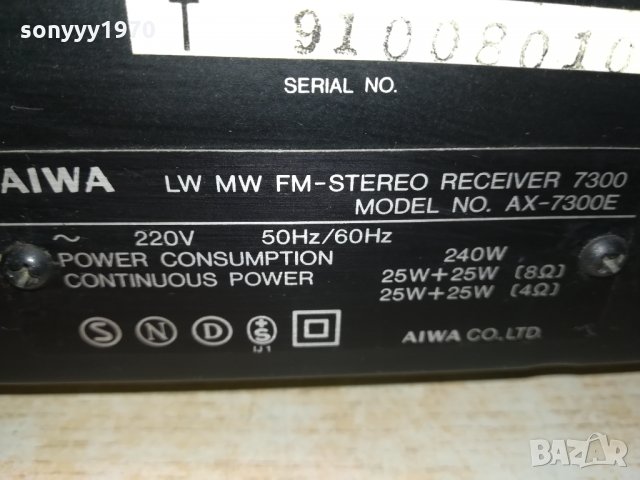 sonyyy1970
T 91008010
SERIAL NO.
AIWA LW MW FM-STEREO RECEIVER 7300
MODEL NO. AX-7300E
~ 220V 50Hz/60Hz
POWER CONSUMPTION 240W
CONTINUOUS POWER 25W+25W [8Ω]
25W+25W [4Ω]
S N D S IJ1 AIWA CO., LTD.
BAZAR